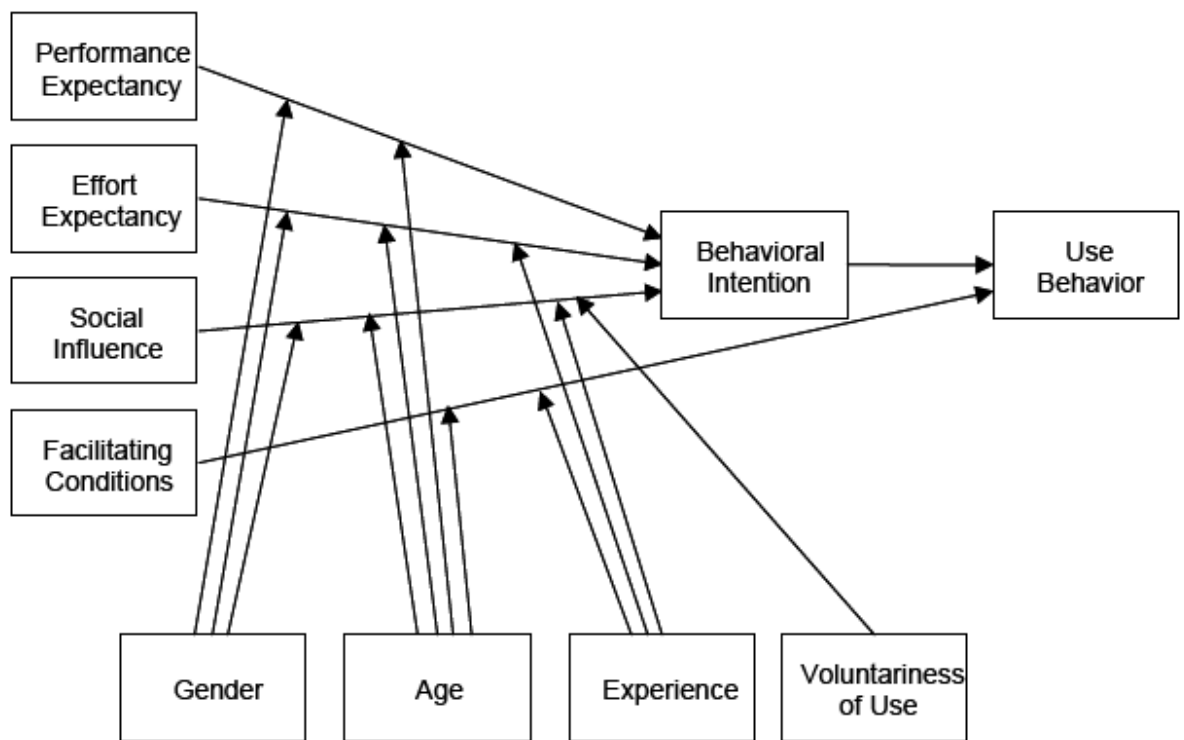 Performance
Expectancy
Effort
Expectancy
Social
Influence
Facilitating
Conditions
Behavioral
Intention
Use
Behavior
Gender
Age
Experience
Voluntariness
of Use